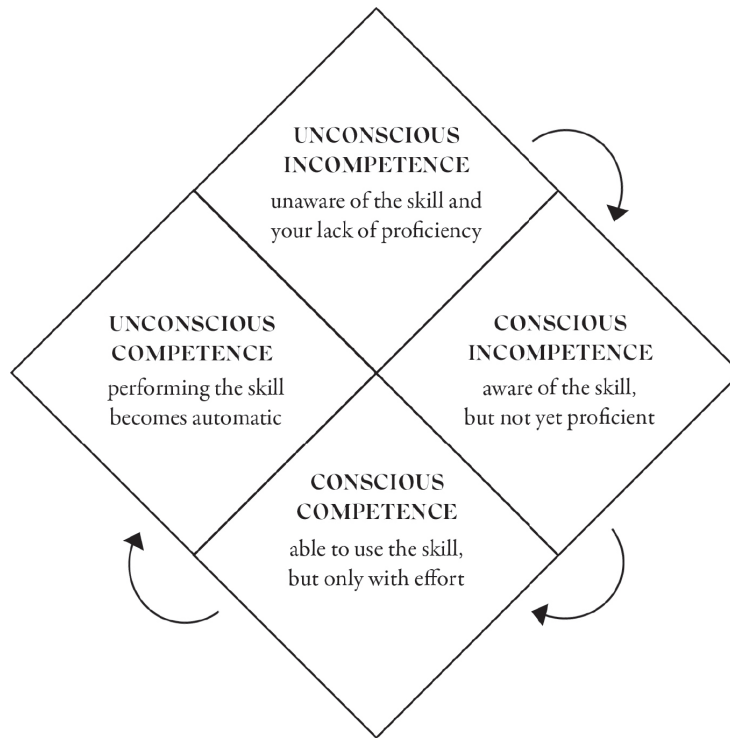 UNCONSCIOUS
INCOMPETENCE
unaware of the skill and
your lack of proficiency
UNCONSCIOUS
COMPETENCE
performing the skill
becomes automatic
CONSCIOUS
INCOMPETENCE
aware of the skill,
but not yet proficient
CONSCIOUS
COMPETENCE
able to use the skill,
but only with effort